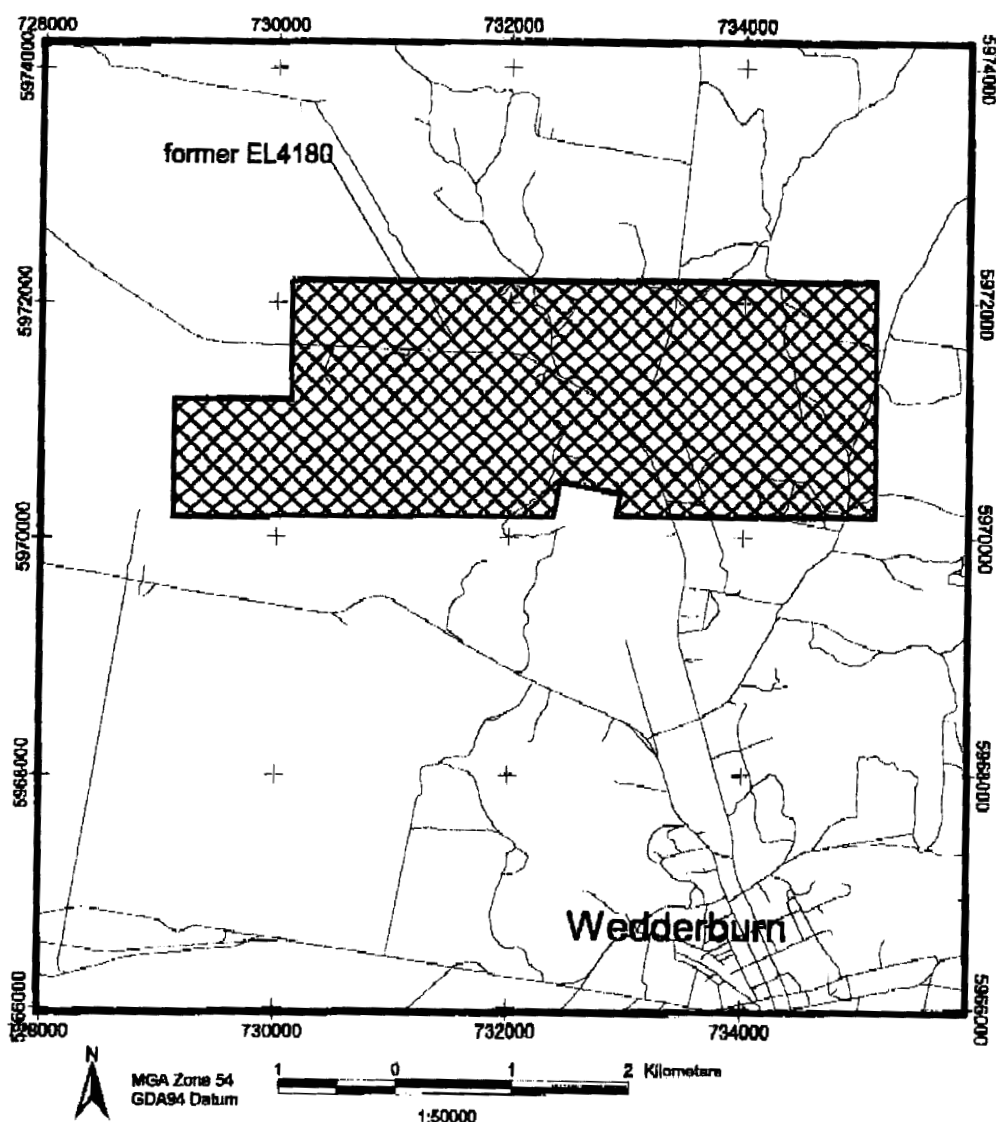 728000 730000 732000 734000
5974000 5974000
former EL4180
5972000 5972000
5970000 5970000
5968000 5968000
Wedderburn
5966000 5966000
728000 730000 732000 734000
N
MGA Zone 54
GDA94 Datum
1 0 1 2 Kilometers
1:50000